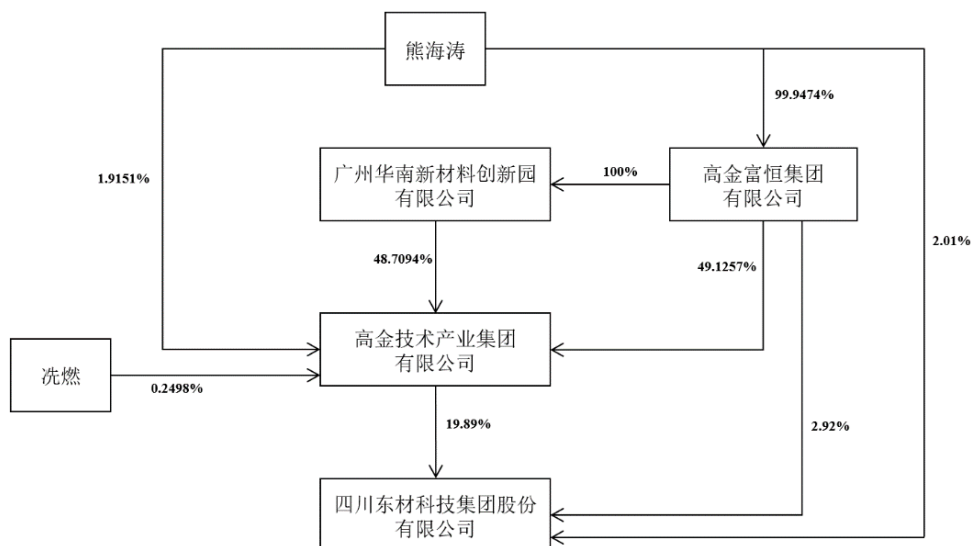 熊海涛
99.9474%
1.9151%
广州华南新材料创新园
有限公司
100%
高金富恒集团
有限公司
2.01%
48.7094%
49.1257%
高金技术产业集团
有限公司
冼燃
0.2498%
19.89%
2.92%
四川东材科技集团股份
有限公司